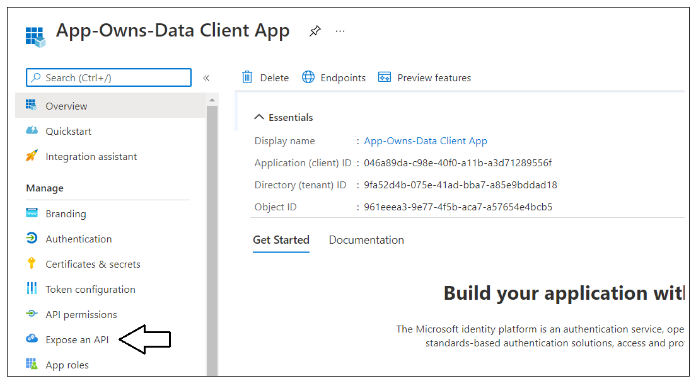 App-Owns-Data Client App
...
Search (Ctrl+/)
«
Delete
Endpoints
Preview features
Overview
Quickstart
Integration assistant
Manage
Branding
Authentication
Certificates & secrets
Token configuration
API permissions
Expose an API
App roles
Essentials
Display name : App-Owns-Data Client App
Application (client) ID : 046a89da-c98e-40f0-a11b-a3d71289556f
Directory (tenant) ID : 9fa52d4b-075e-41ad-bba7-a85e9bddad18
Object ID : 961eeea3-9e77-4f5b-aca7-a57654e4bcb5
Get Started
Documentation
Build your application wit
The Microsoft identity platform is an authentication service, ope
standards-based authentication solutions, access and pro